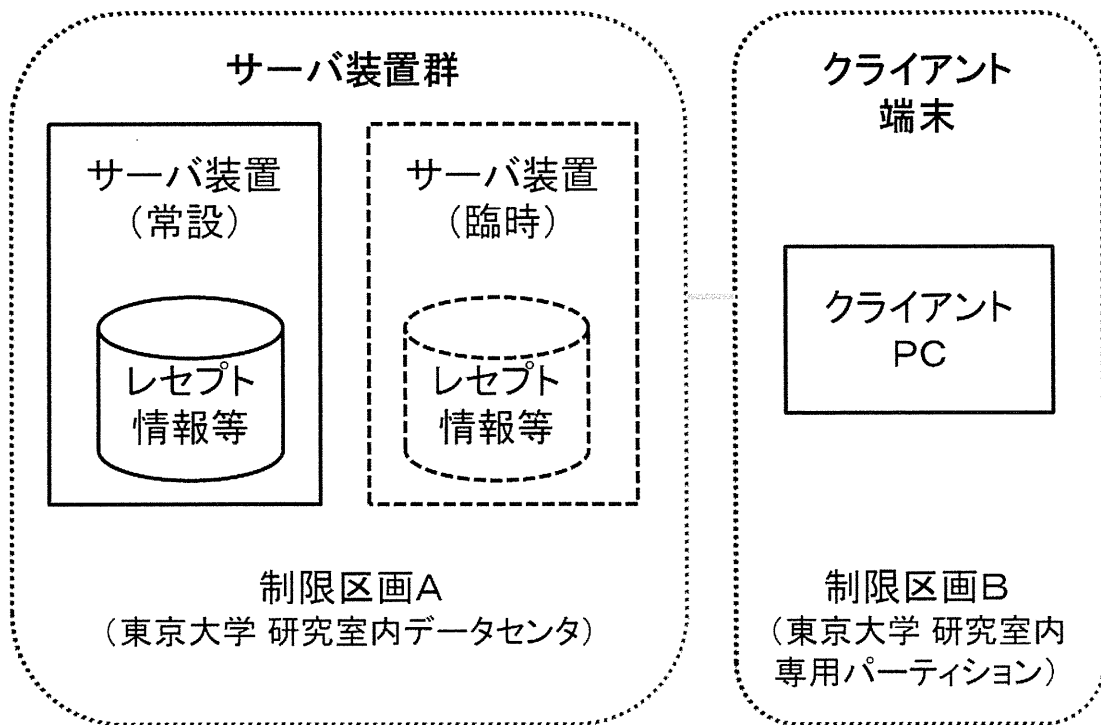 サーバ装置群
サーバ装置
（常設）
レセプト
情報等
サーバ装置
（臨時）
レセプト
情報等
制限区画A
（東京大学 研究室内データセンタ）
クライアント
端末
クライアント
PC
制限区画B
（東京大学 研究室内
専用パーティション）